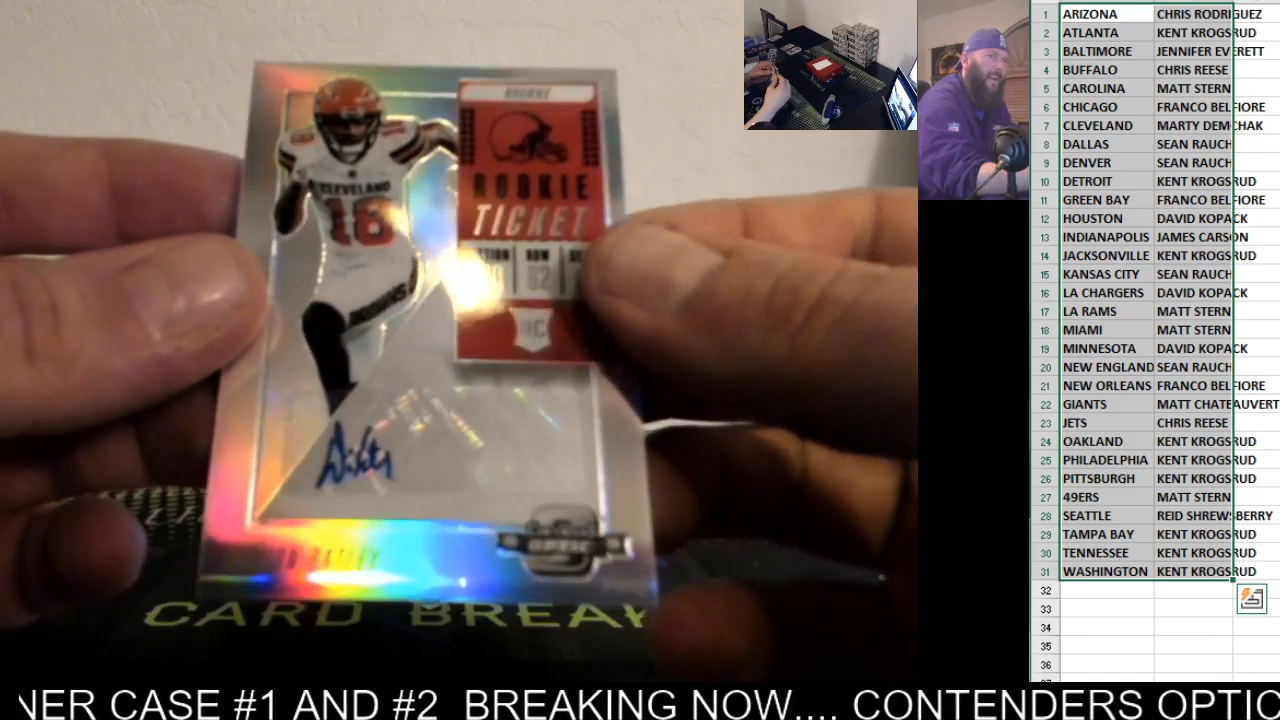 BROWNS
ROOKIE
TICKET
ROW
62
RC
CLEVELAND
18
BROWNS
OPTIC
CARD BREAK
1 ARIZONA CHRIS RODRIGUEZ
2 ATLANTA KENT KROGSRUD
3 BALTIMORE JENNIFER EVERETT
4 BUFFALO CHRIS REESE
5 CAROLINA MATT STERN
6 CHICAGO FRANCO BELFIORE
7 CLEVELAND MARTY DEMCHAK
8 DALLAS SEAN RAUCH
9 DENVER SEAN RAUCH
10 DETROIT KENT KROGSRUD
11 GREEN BAY FRANCO BELFIORE
12 HOUSTON DAVID KOPACK
13 INDIANAPOLIS JAMES CARSON
14 JACKSONVILLE KENT KROGSRUD
15 KANSAS CITY SEAN RAUCH
16 LA CHARGERS DAVID KOPACK
17 LA RAMS MATT STERN
18 MIAMI MATT STERN
19 MINNESOTA DAVID KOPACK
20 NEW ENGLAND SEAN RAUCH
21 NEW ORLEANS FRANCO BELFIORE
22 GIANTS MATT CHATEAUVERT
23 JETS CHRIS REESE
24 OAKLAND KENT KROGSRUD
25 PHILADELPHIA KENT KROGSRUD
26 PITTSBURGH KENT KROGSRUD
27 49ERS MATT STERN
28 SEATTLE REID SHREWSBERRY
29 TAMPA BAY KENT KROGSRUD
30 TENNESSEE KENT KROGSRUD
31 WASHINGTON KENT KROGSRUD
32
33
34
35
36
NER CASE #1 AND #2 BREAKING NOW.... CONTENDERS OPTIC